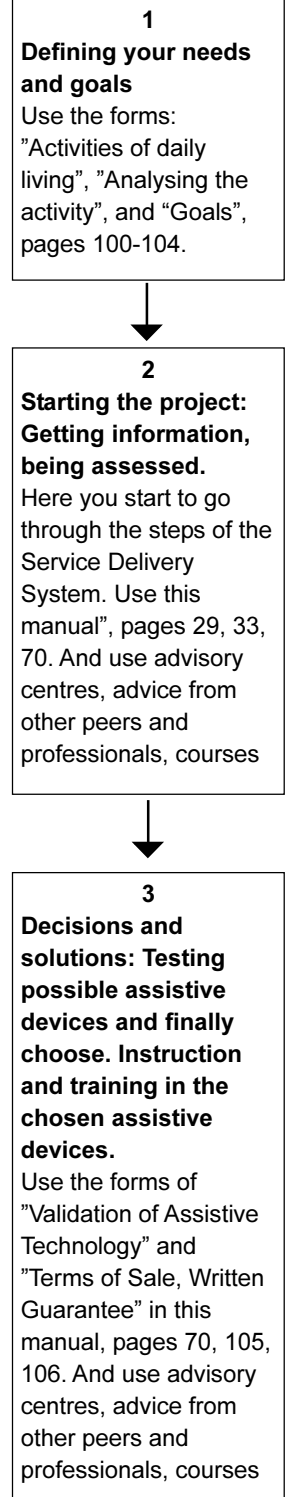 1
Defining your needs
and goals
Use the forms:
”Activities of daily
living”, ”Analysing the
activity”, and “Goals”,
pages 100-104.
2
Starting the project:
Getting information,
being assessed.
Here you start to go
through the steps of the
Service Delivery
System. Use this
manual”, pages 29, 33,
70. And use advisory
centres, advice from
other peers and
professionals, courses
3
Decisions and
solutions: Testing
possible assistive
devices and finally
choose. Instruction
and training in the
chosen assistive
devices.
Use the forms of
”Validation of Assistive
Technology” and
”Terms of Sale, Written
Guarantee” in this
manual, pages 70, 105,
106. And use advisory
centres, advice from
other peers and
professionals, courses